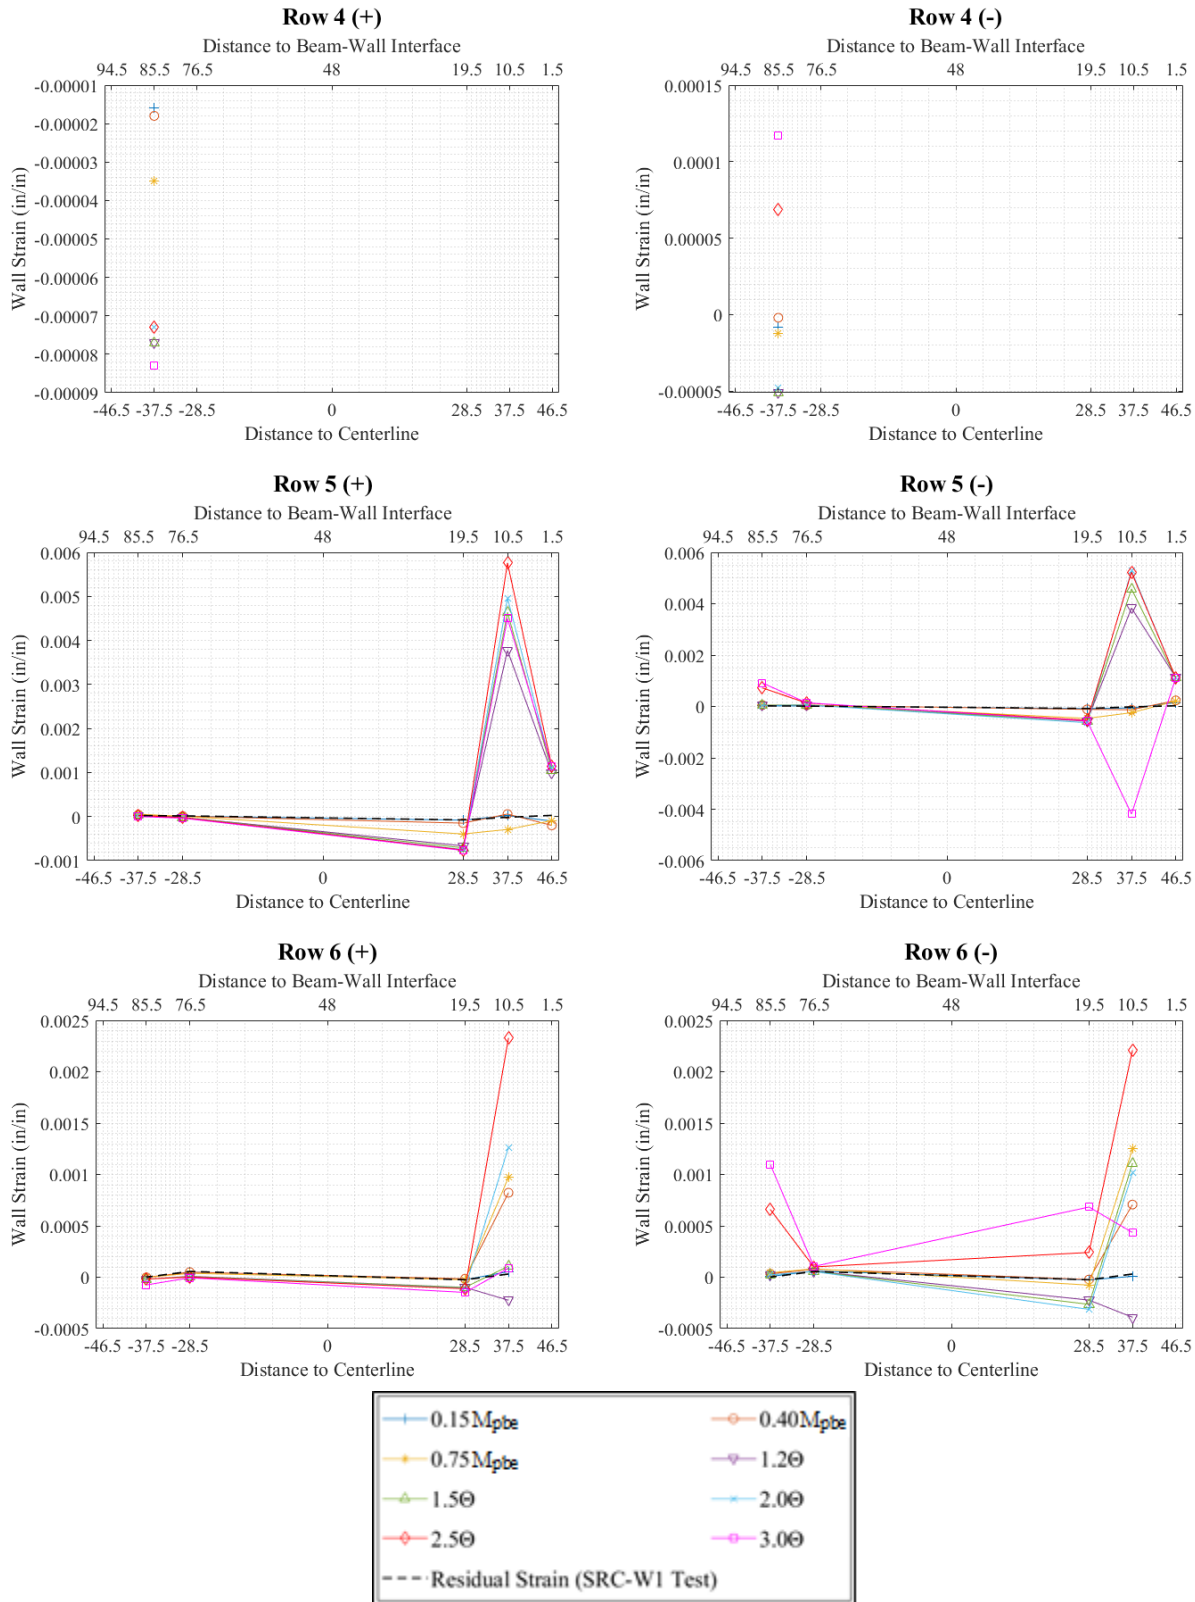 Row 4 (+)
Distance to Beam-Wall Interface
94.5 85.5 76.5 48 19.5 10.5 1.5
-0.00001
-0.00002
-0.00003
-0.00004
-0.00005
-0.00006
-0.00007
-0.00008
-0.00009
Wall Strain (in/in)
-46.5 -37.5 -28.5 0 28.5 37.5 46.5
Distance to Centerline
Row 4 (-)
Distance to Beam-Wall Interface
94.5 85.5 76.5 48 19.5 10.5 1.5
0.00015
0.0001
0.00005
0
-0.00005
Wall Strain (in/in)
-46.5 -37.5 -28.5 0 28.5 37.5 46.5
Distance to Centerline
Row 5 (+)
Distance to Beam-Wall Interface
94.5 85.5 76.5 48 19.5 10.5 1.5
0.006
0.005
0.004
0.003
0.002
0.001
0
-0.001
Wall Strain (in/in)
-46.5 -37.5 -28.5 0 28.5 37.5 46.5
Distance to Centerline
Row 5 (-)
Distance to Beam-Wall Interface
94.5 85.5 76.5 48 19.5 10.5 1.5
0.006
0.004
0.002
0
-0.002
-0.004
-0.006
Wall Strain (in/in)
-46.5 -37.5 -28.5 0 28.5 37.5 46.5
Distance to Centerline
Row 6 (+)
Distance to Beam-Wall Interface
94.5 85.5 76.5 48 19.5 10.5 1.5
0.0025
0.002
0.0015
0.001
0.0005
0
-0.0005
Wall Strain (in/in)
-46.5 -37.5 -28.5 0 28.5 37.5 46.5
Distance to Centerline
Row 6 (-)
Distance to Beam-Wall Interface
94.5 85.5 76.5 48 19.5 10.5 1.5
0.0025
0.002
0.0015
0.001
0.0005
0
-0.0005
Wall Strain (in/in)
-46.5 -37.5 -28.5 0 28.5 37.5 46.5
Distance to Centerline
0.15Mpbe 0.40Mpbe
0.75Mpbe 1.2Θ
1.5Θ 2.0Θ
2.5Θ 3.0Θ
Residual Strain (SRC-W1 Test)